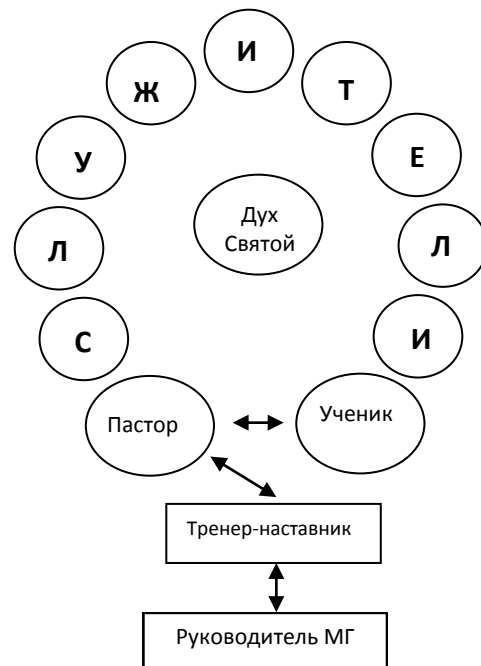 С
Л
У
Ж
И
Т
Е
Л
И
Дух
Святой
Пастор
Ученик
Тренер-наставник
Руководитель МГ